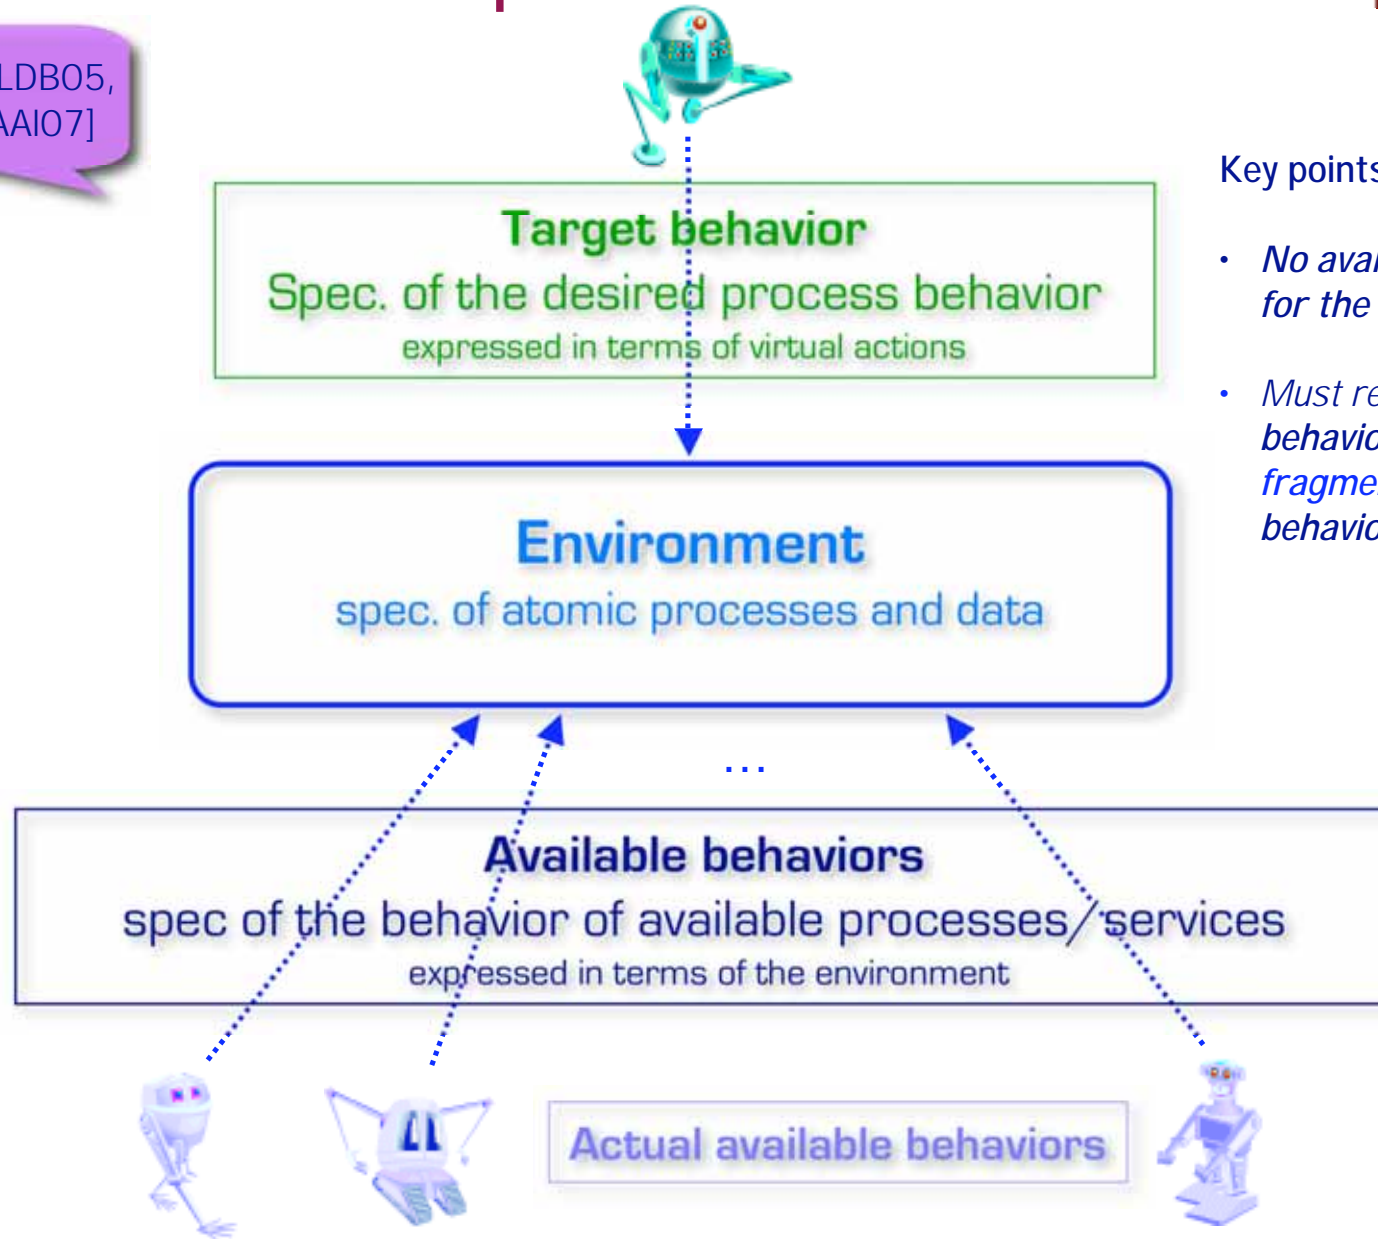 LDB05,
AAI07]
Target behavior
Spec. of the desired process behavior
expressed in terms of virtual actions
Key points
• No avai
for the
• Must re
behavio
fragme
behavio
Environment
spec. of atomic processes and data
...
Available behaviors
spec of the behavior of available processes/services
expressed in terms of the environment
Actual available behaviors